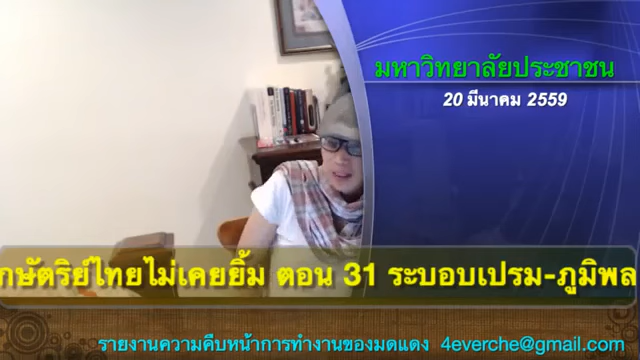 มหาวิทยาลัยประชาชน
20 มีนาคม 2559
กษัตริย์ไทยไม่เคยยิ้ม ตอน 31 ระบอบเปรม-ภูมิพล
รายงานความคืบหน้าการทำงานของมดแดง 4everche@gmail.com